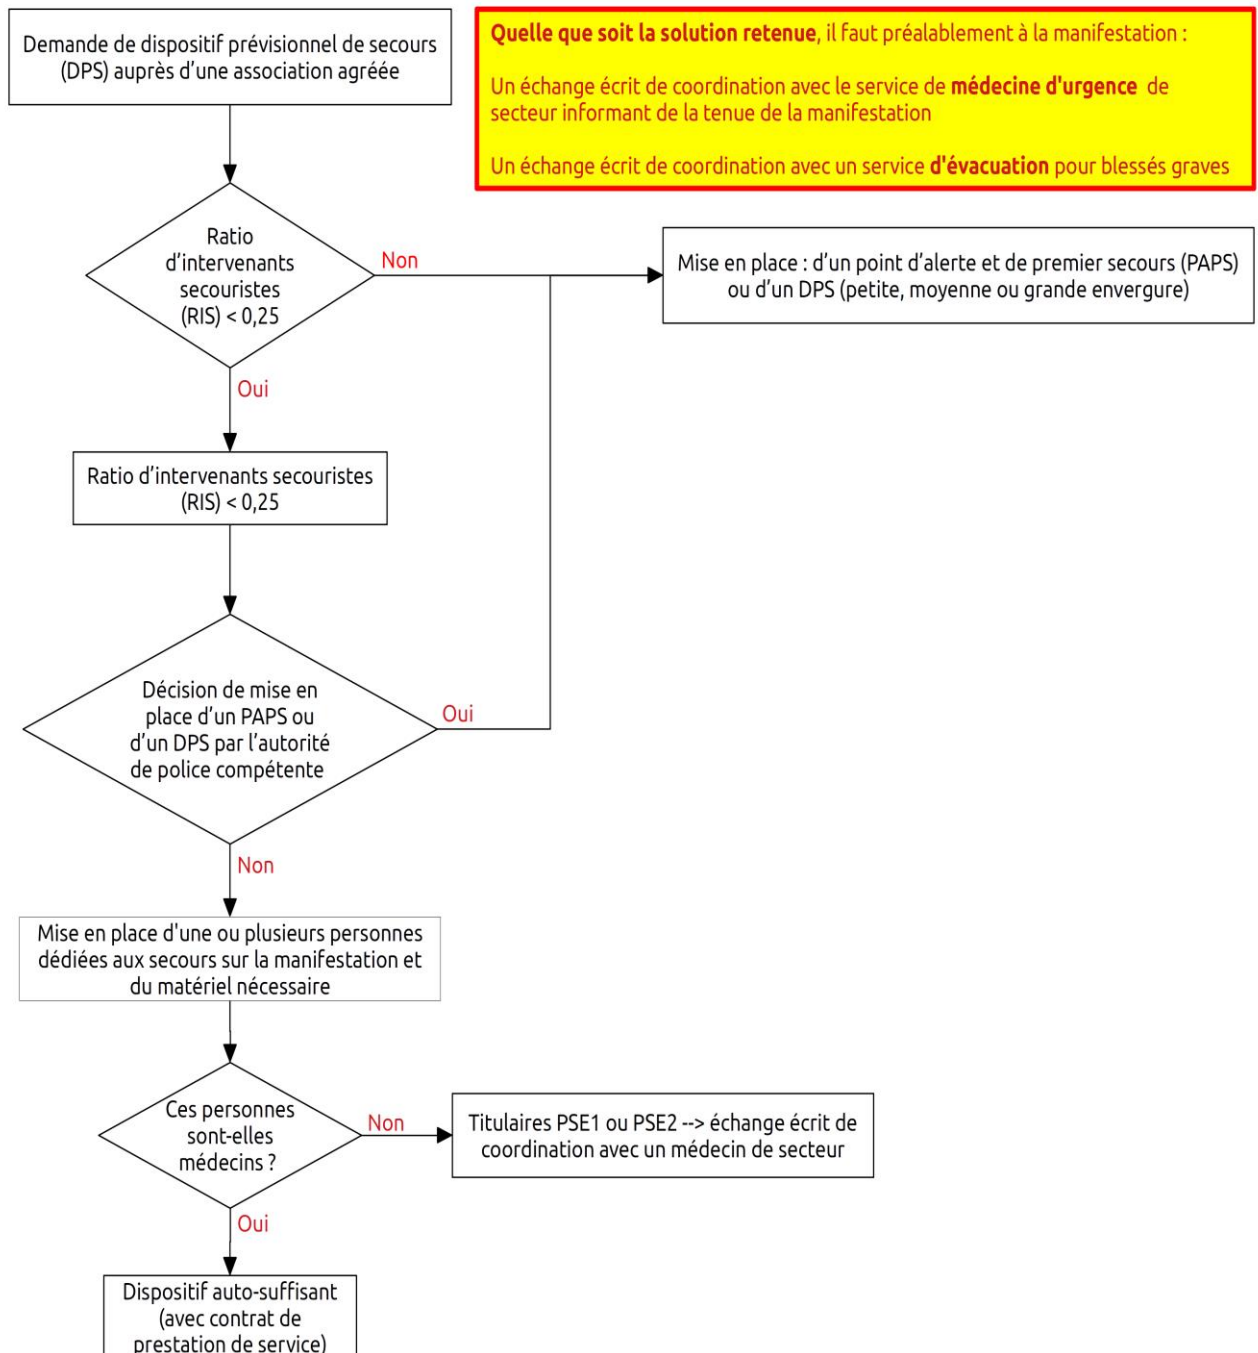 Demande de dispositif prévisionnel de secours
(DPS) auprès d’une association agréée
Quelle que soit la solution retenue, il faut préalablement à la manifestation :
Un échange écrit de coordination avec le service de médecine d'urgence de
secteur informant de la tenue de la manifestation
Un échange écrit de coordination avec un service d'évacuation pour blessés graves
Ratio
d’intervenants
secouristes
(RIS) < 0,25
Non
Mise en place : d’un point d’alerte et de premier secours (PAPS)
ou d’un DPS (petite, moyenne ou grande envergure)
Oui
Ratio d’intervenants secouristes
(RIS) < 0,25
Décision de mise en
place d’un PAPS ou
d’un DPS par l’autorité
de police compétente
Oui
Non
Mise en place d'une ou plusieurs personnes
dédiées aux secours sur la manifestation et
du matériel nécessaire
Ces personnes
sont-elles
médecins ?
Non
Titulaires PSE1 ou PSE2 --> échange écrit de
coordination avec un médecin de secteur
Oui
Dispositif auto-suffisant
(avec contrat de
prestation de service)